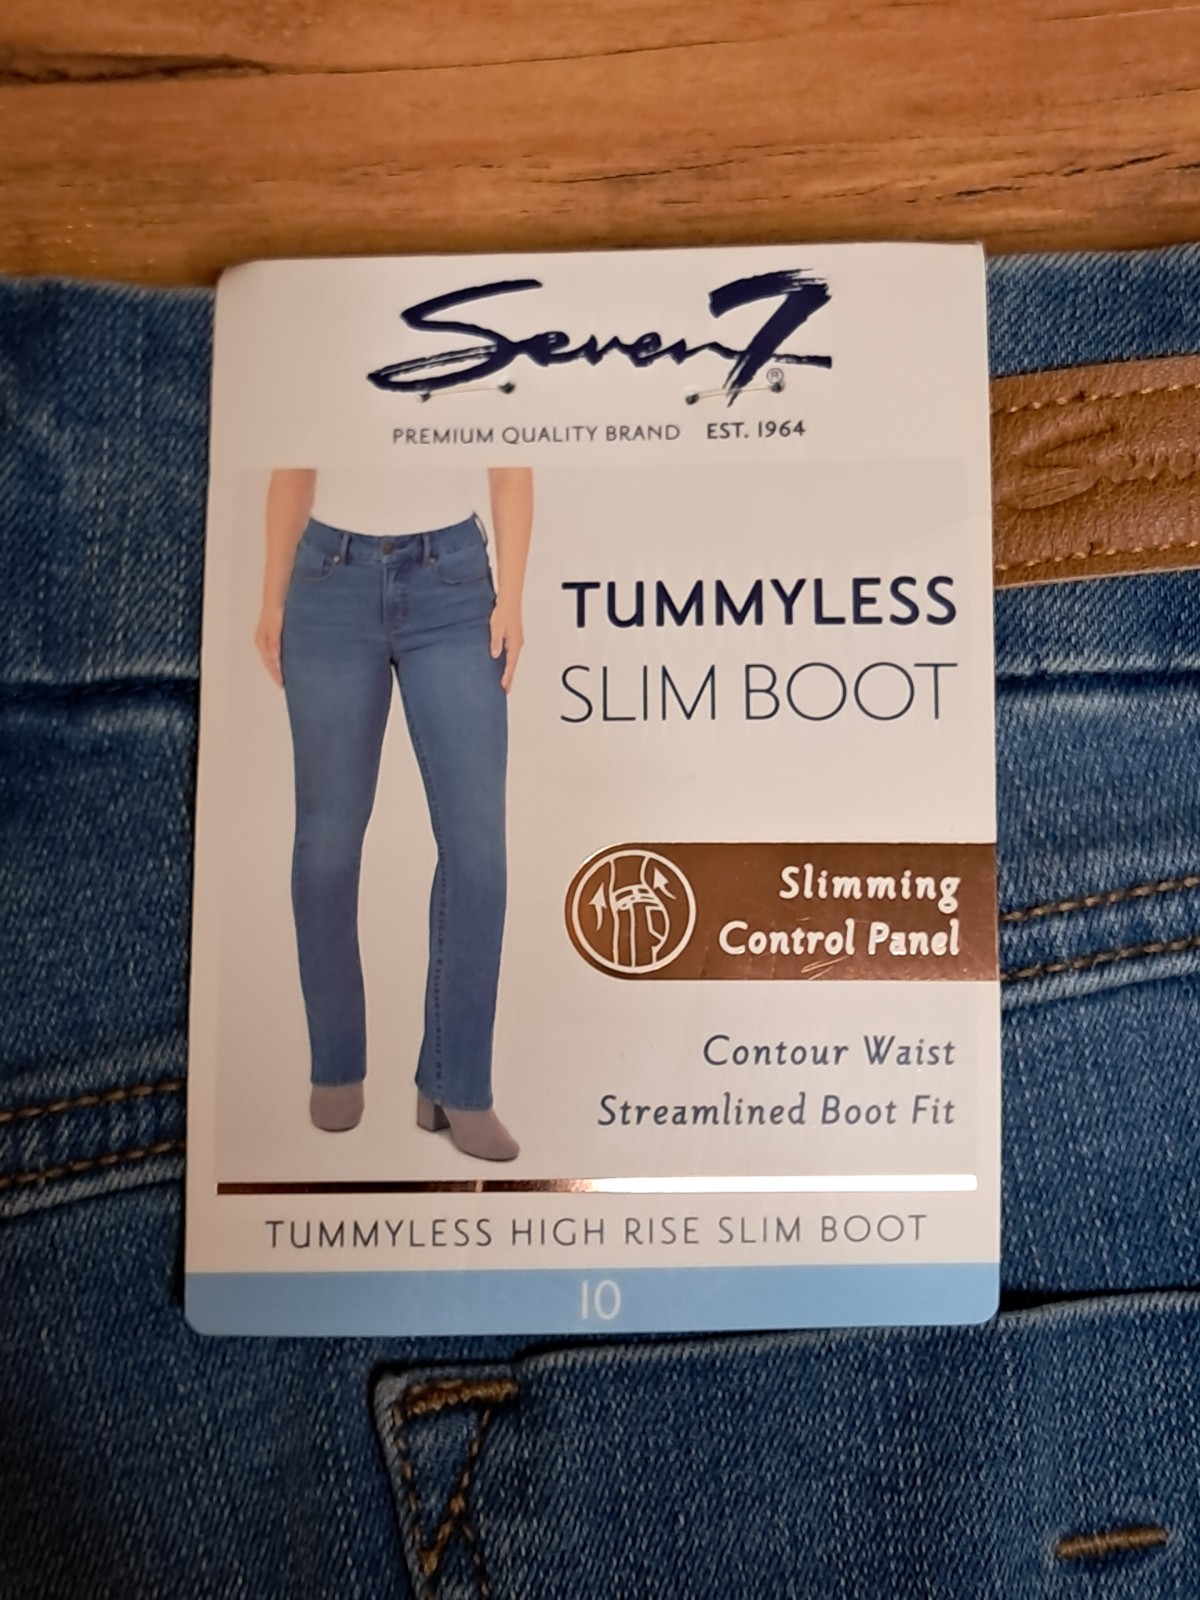 Seven7®
PREMIUM QUALITY BRAND EST. 1964
TUMMYLESS
SLIM BOOT
Slimming
Control Panel
Contour Waist
Streamlined Boot Fit
TUMMYLESS HIGH RISE SLIM BOOT
10